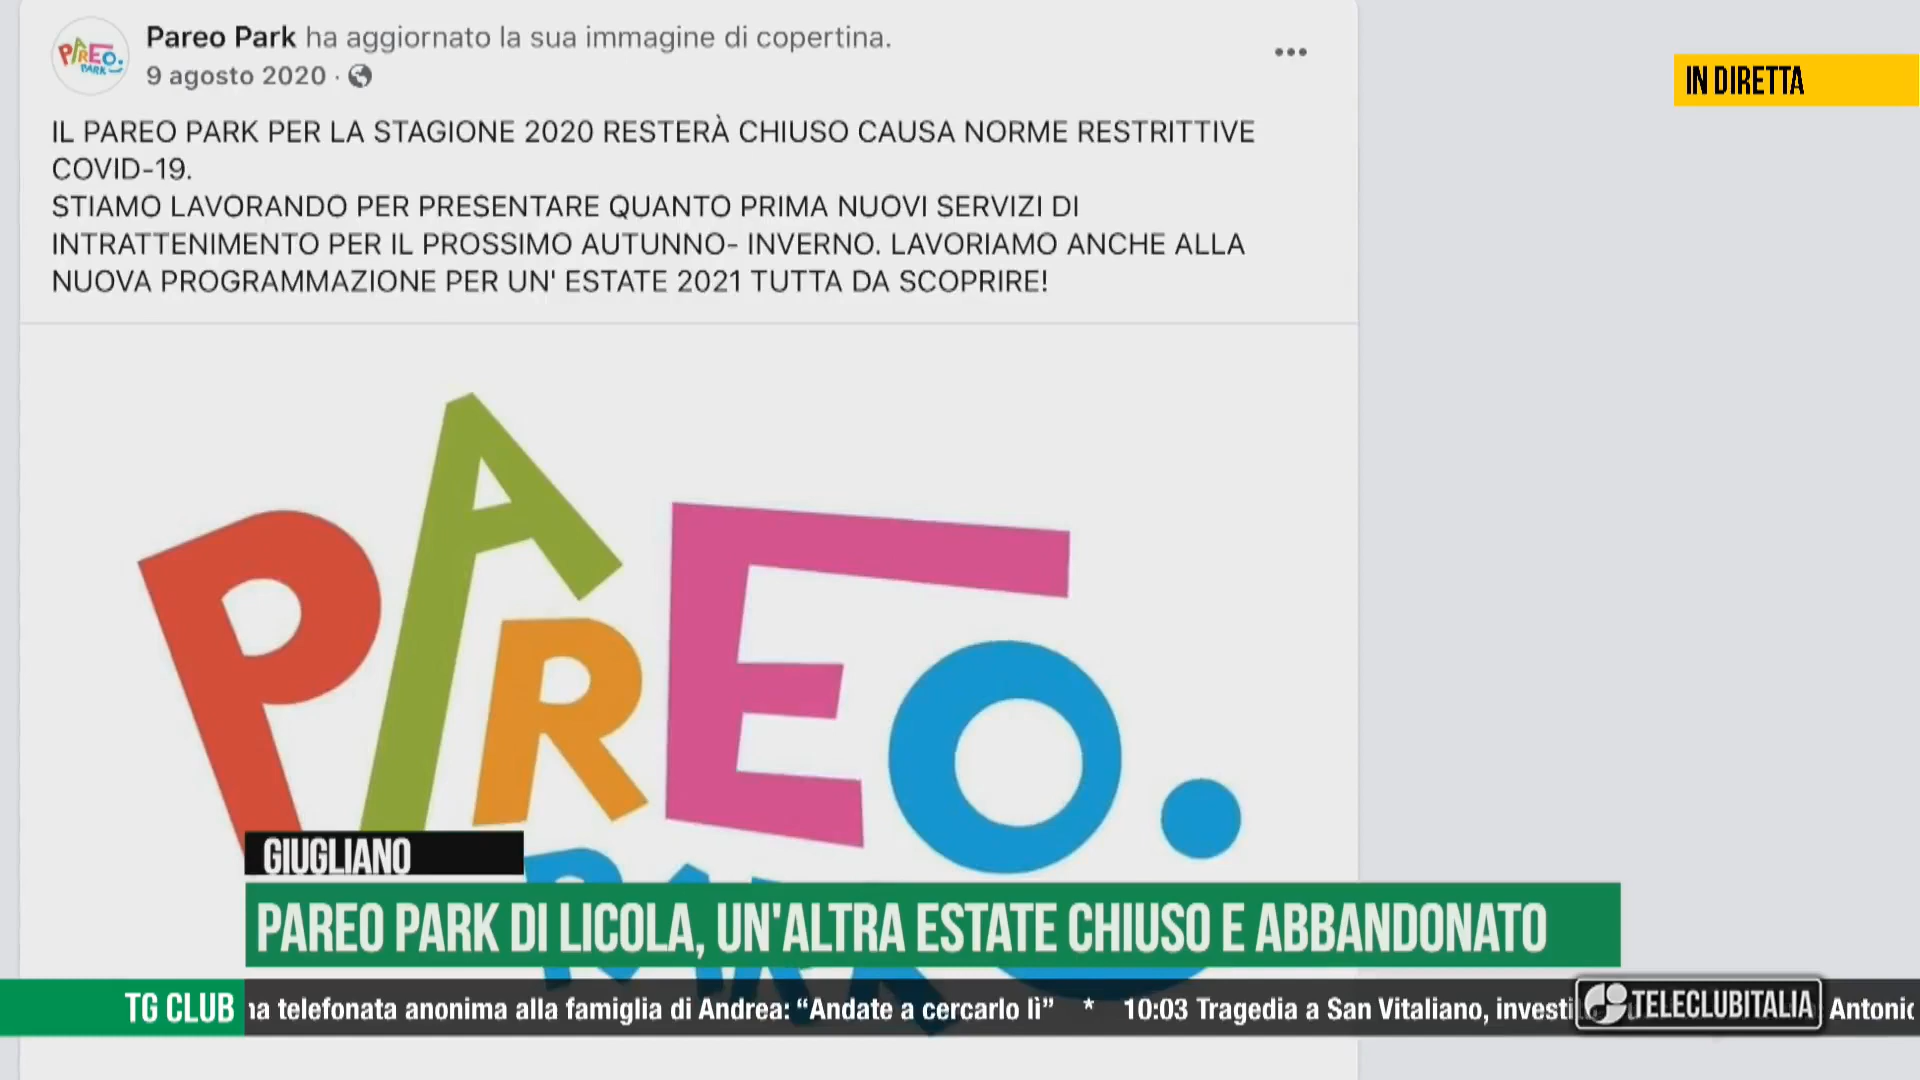 Pareo Park ha aggiornato la sua immagine di copertina.
9 agosto 2020 ·
PAREO.
PARK
IN DIRETTA
IL PAREO PARK PER LA STAGIONE 2020 RESTERÀ CHIUSO CAUSA NORME RESTRITTIVE
COVID-19.
STIAMO LAVORANDO PER PRESENTARE QUANTO PRIMA NUOVI SERVIZI DI
INTRATTENIMENTO PER IL PROSSIMO AUTUNNO- INVERNO. LAVORIAMO ANCHE ALLA
NUOVA PROGRAMMAZIONE PER UN' ESTATE 2021 TUTTA DA SCOPRIRE!
PAREO.
PARK
GIUGLIANO
PAREO PARK DI LICOLA, UN'ALTRA ESTATE CHIUSO E ABBANDONATO
TG CLUB telefonata anonima alla famiglia di Andrea: “Andate a cercarlo lì” * 10:03 Tragedia a San Vitaliano, TELECLUBITALIA